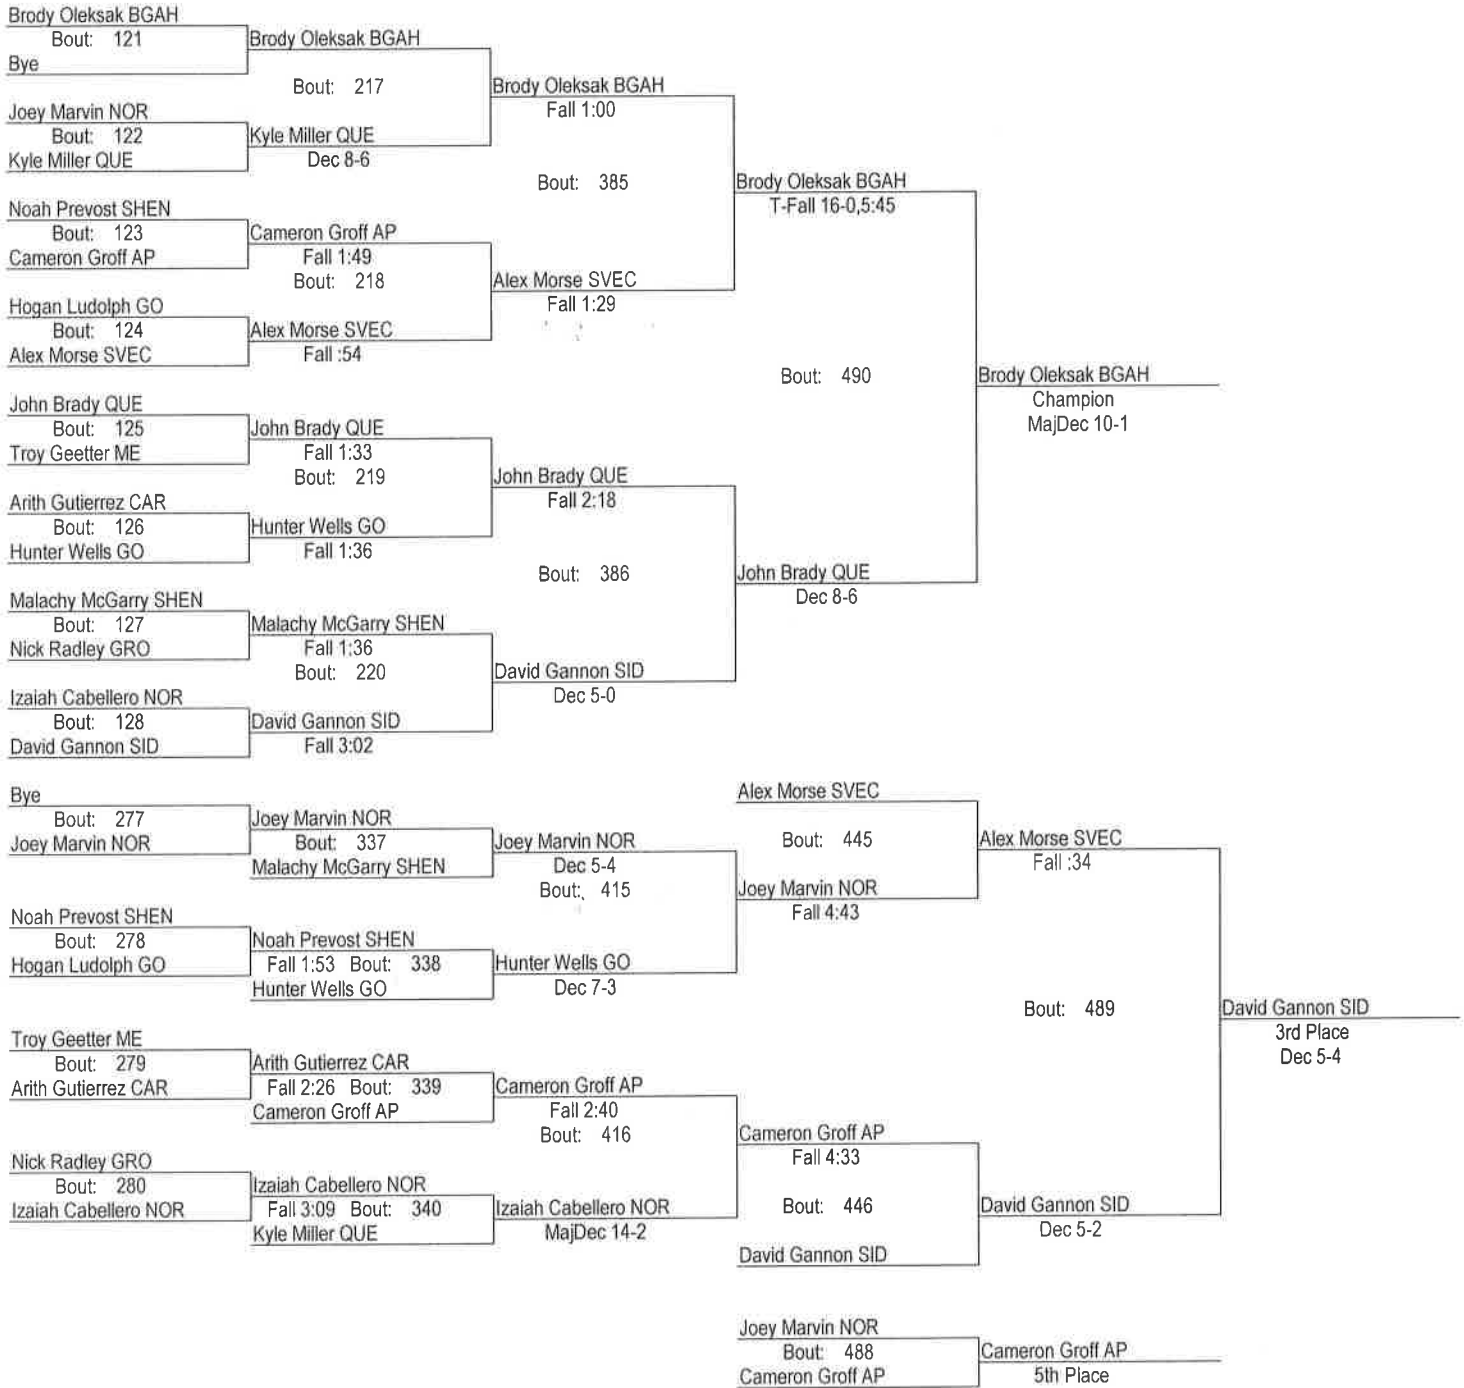 Brody Oleksak BGAH
Bout: 121
Bye
Brody Oleksak BGAH
Bout: 217
Joey Marvin NOR
Bout: 122
Kyle Miller QUE
Kyle Miller QUE
Dec 8-6
Brody Oleksak BGAH
Fall 1:00
Bout: 385
Noah Prevost SHEN
Bout: 123
Cameron Groff AP
Cameron Groff AP
Fall 1:49
Bout: 218
Hogan Ludolph GO
Bout: 124
Alex Morse SVEC
Alex Morse SVEC
Fall :54
Alex Morse SVEC
Fall 1:29
Brody Oleksak BGAH
T-Fall 16-0,5:45
Bout: 490
Brody Oleksak BGAH
Champion
MajDec 10-1
John Brady QUE
Bout: 125
Troy Geetter ME
John Brady QUE
Fall 1:33
Bout: 219
Arith Gutierrez CAR
Bout: 126
Hunter Wells GO
Hunter Wells GO
Fall 1:36
John Brady QUE
Fall 2:18
Bout: 386
Malachy McGarry SHEN
Bout: 127
Nick Radley GRO
Malachy McGarry SHEN
Fall 1:36
Bout: 220
Izaiah Cabellero NOR
Bout: 128
David Gannon SID
David Gannon SID
Fall 3:02
David Gannon SID
Dec 5-0
John Brady QUE
Dec 8-6
Bye
Bout: 277
Joey Marvin NOR
Joey Marvin NOR
Bout: 337
Malachy McGarry SHEN
Joey Marvin NOR
Dec 5-4
Bout: 415
Noah Prevost SHEN
Bout: 278
Hogan Ludolph GO
Noah Prevost SHEN
Fall 1:53 Bout: 338
Hunter Wells GO
Hunter Wells GO
Dec 7-3
Alex Morse SVEC
Bout: 445
Joey Marvin NOR
Fall 4:43
Alex Morse SVEC
Fall :34
Bout: 489
David Gannon SID
3rd Place
Dec 5-4
Troy Geetter ME
Bout: 279
Arith Gutierrez CAR
Arith Gutierrez CAR
Fall 2:26 Bout: 339
Cameron Groff AP
Cameron Groff AP
Fall 2:40
Bout: 416
Nick Radley GRO
Bout: 280
Izaiah Cabellero NOR
Izaiah Cabellero NOR
Fall 3:09 Bout: 340
Kyle Miller QUE
Izaiah Cabellero NOR
MajDec 14-2
Cameron Groff AP
Fall 4:33
Bout: 446
David Gannon SID
David Gannon SID
Dec 5-2
Joey Marvin NOR
Bout: 488
Cameron Groff AP
Cameron Groff AP
5th Place